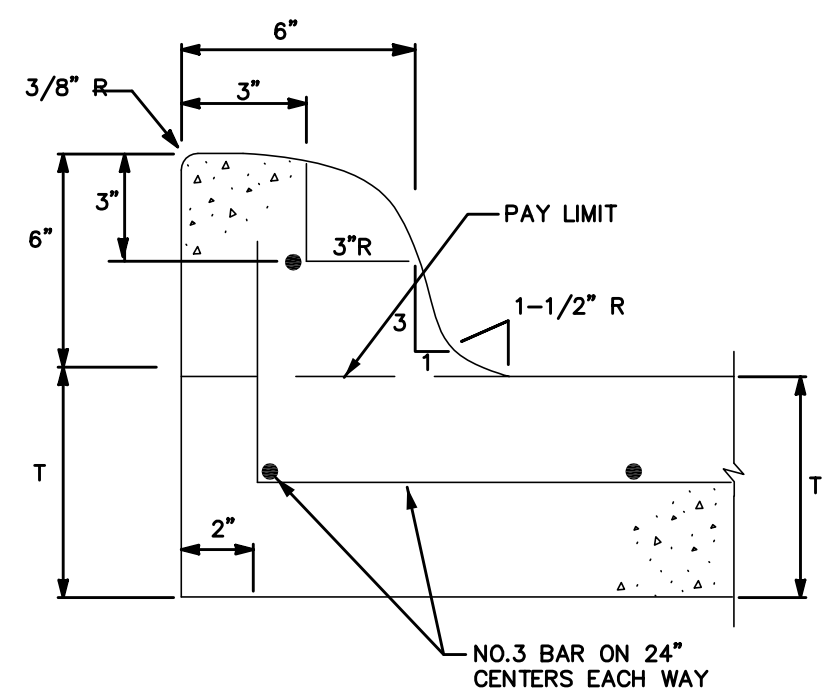 6"
3/8" R
3"
3"
6"
3"R
PAY LIMIT
3
1
1-1/2" R
T
T
2"
NO.3 BAR ON 24"
CENTERS EACH WAY